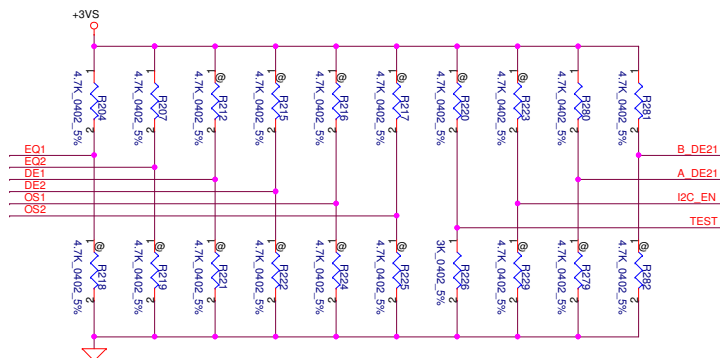 +3VS
1
4.7K_0402_5%
R204
2
1
4.7K_0402_5%
R207
2
1
@
4.7K_0402_5%
R212
2
1
@
4.7K_0402_5%
R215
2
1
@
4.7K_0402_5%
R216
2
1
@
4.7K_0402_5%
R217
2
1
4.7K_0402_5%
R220
2
1
@
4.7K_0402_5%
R223
2
1
@
4.7K_0402_5%
R280
2
1
4.7K_0402_5%
R281
2
EQ1
EQ2
DE1
DE2
OS1
OS2
B_DE21
A_DE21
I2C_EN
TEST
1
@
4.7K_0402_5%
R218
2
1
@
4.7K_0402_5%
R219
2
1
@
4.7K_0402_5%
R221
2
1
@
4.7K_0402_5%
R222
2
1
@
4.7K_0402_5%
R224
2
1
@
4.7K_0402_5%
R225
2
1
3K_0402_5%
R226
2
1
@
4.7K_0402_5%
R229
2
1
@
4.7K_0402_5%
R279
2
1
@
4.7K_0402_5%
R282
2